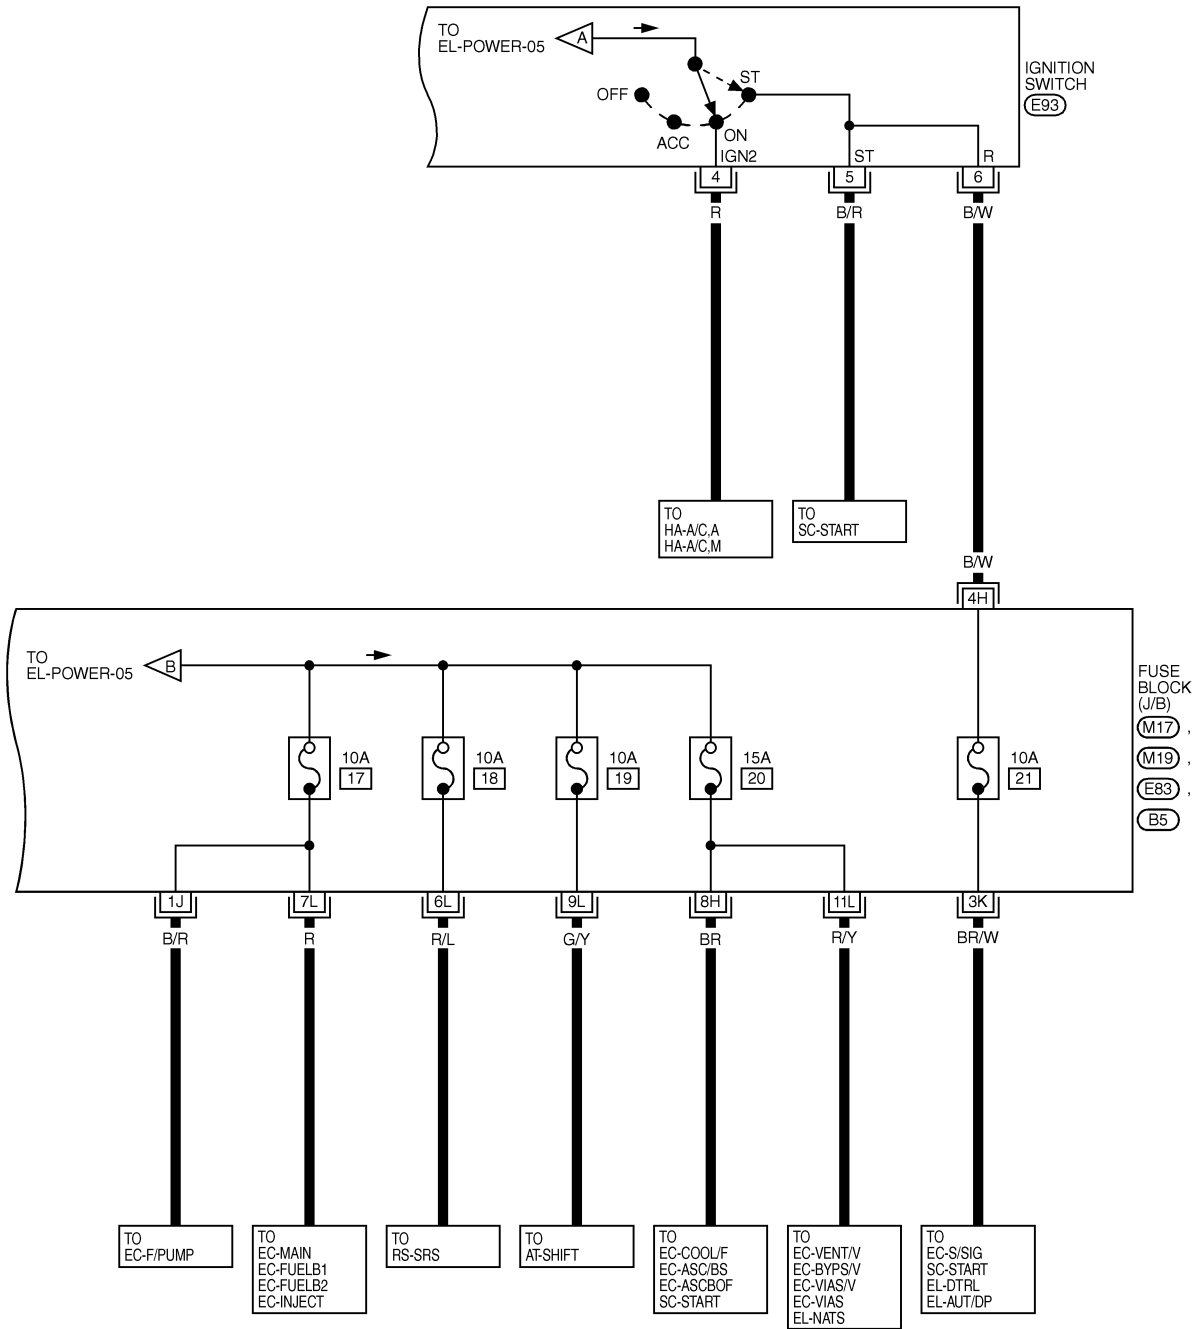 TO
EL-POWER-05
A
OFF
ACC
ST
ON
IGN2
ST
R
IGNITION
SWITCH
E93
4
5
6
R
B/R
B/W
TO
HA-A/C,A
HA-A/C,M
TO
SC-START
B/W
4H
TO
EL-POWER-05
B
10A
17
10A
18
10A
19
15A
20
10A
21
FUSE
BLOCK
(J/B)
M17 ,
M19 ,
E83 ,
B5
1J
7L
6L
9L
8H
11L
3K
B/R
R
R/L
G/Y
BR
R/Y
BR/W
TO
EC-F/PUMP
TO
EC-MAIN
EC-FUELB1
EC-FUELB2
EC-INJECT
TO
RS-SRS
TO
AT-SHIFT
TO
EC-COOL/F
EC-ASC/BS
EC-ASCBOF
SC-START
TO
EC-VENT/V
EC-BYPS/V
EC-VIAS/V
EC-VIAS
EL-NATS
TO
EC-S/SIG
SC-START
EL-DTRL
EL-AUT/DP